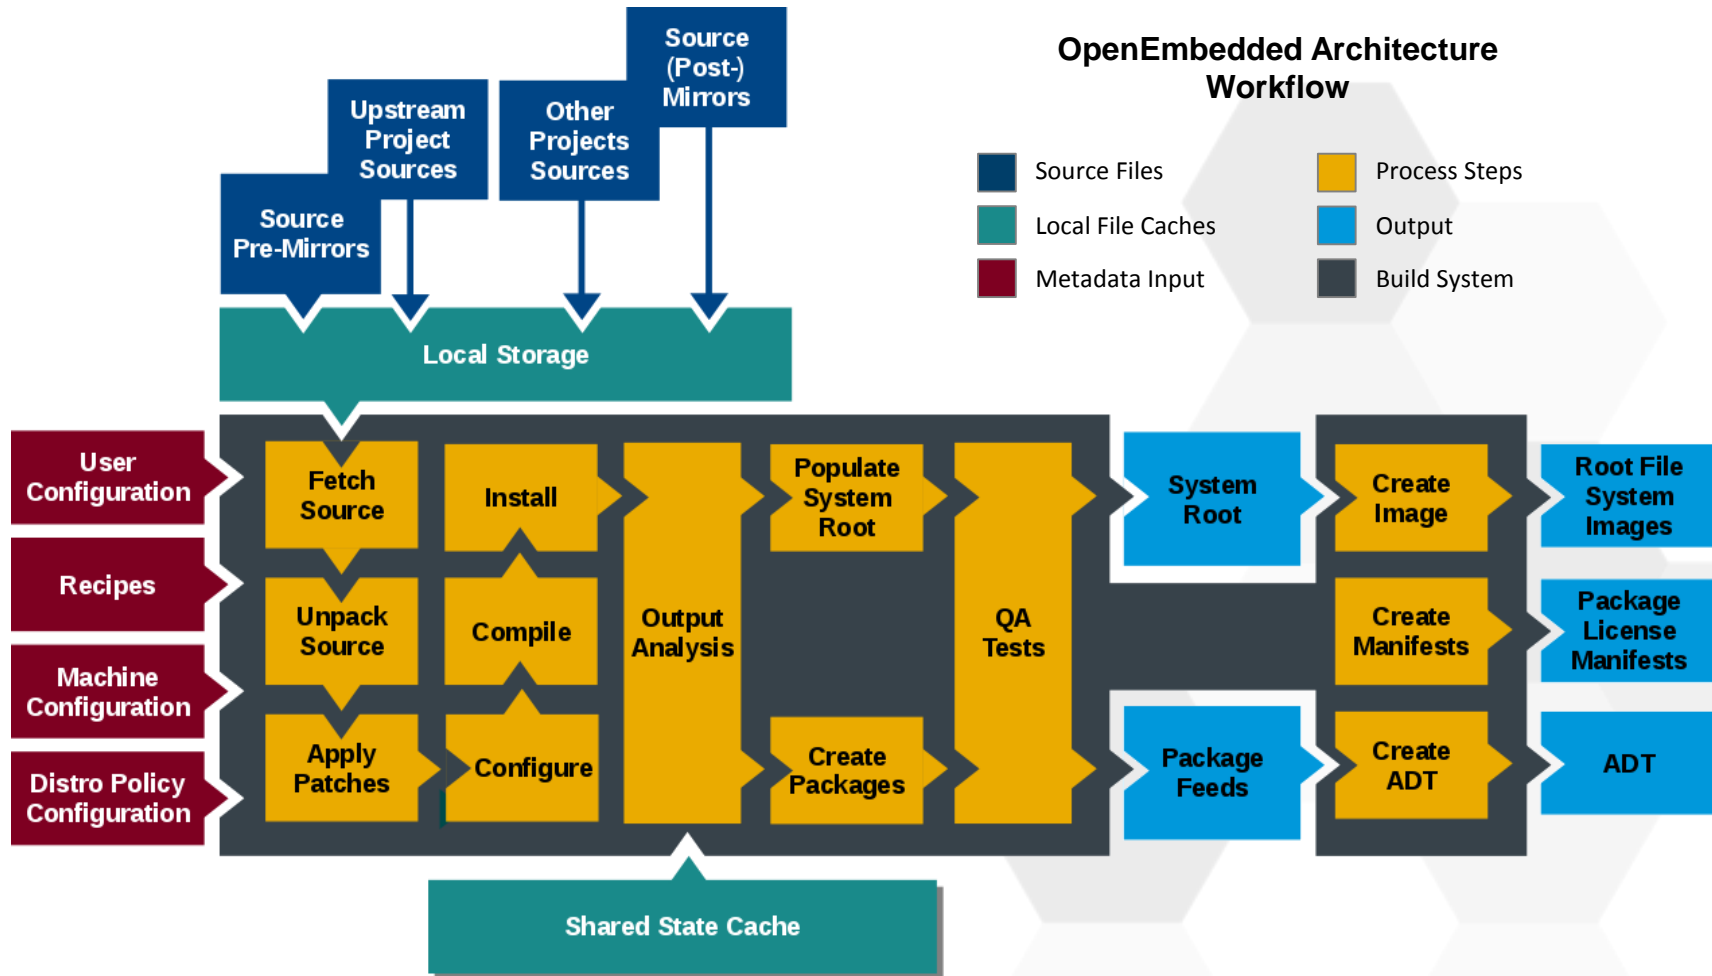 OpenEmbedded Architecture
Workflow
Source Files
Process Steps
Local File Caches
Output
Metadata Input
Build System
Source
(Post-)
Mirrors
Upstream
Project
Sources
Other
Projects
Sources
Source
Pre-Mirrors
Local Storage
User
Configuration
Recipes
Machine
Configuration
Distro Policy
Configuration
Fetch
Source
Unpack
Source
Apply
Patches
Install
Compile
Configure
Output
Analysis
Populate
System
Root
Create
Packages
QA
Tests
System
Root
Package
Feeds
Create
Image
Create
Manifests
Create
ADT
Root File
System
Images
Package
License
Manifests
ADT
Shared State Cache